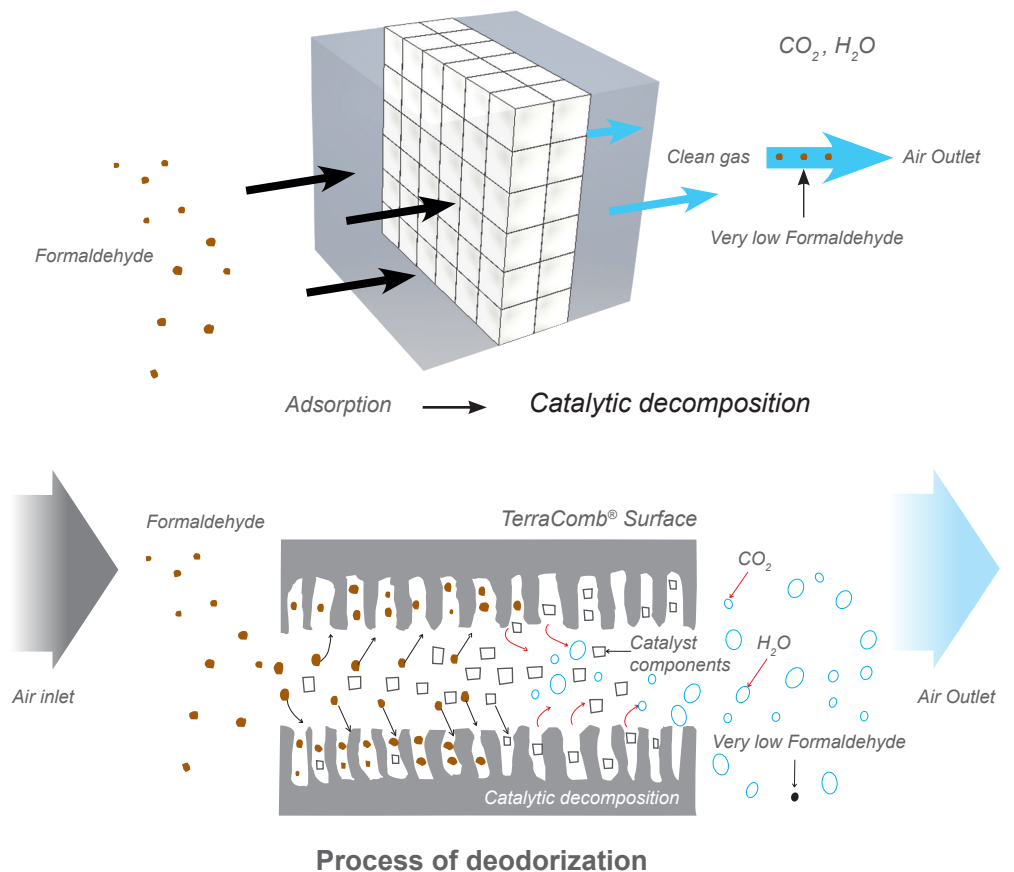 CO₂, H₂O
Clean gas
Air Outlet
Very low Formaldehyde
Formaldehyde
Adsorption
Catalytic decomposition
Formaldehyde
TerraComb® Surface
CO₂
Catalyst
components
H₂O
Air inlet
Air Outlet
Very low Formaldehyde
Catalytic decomposition
Process of deodorization